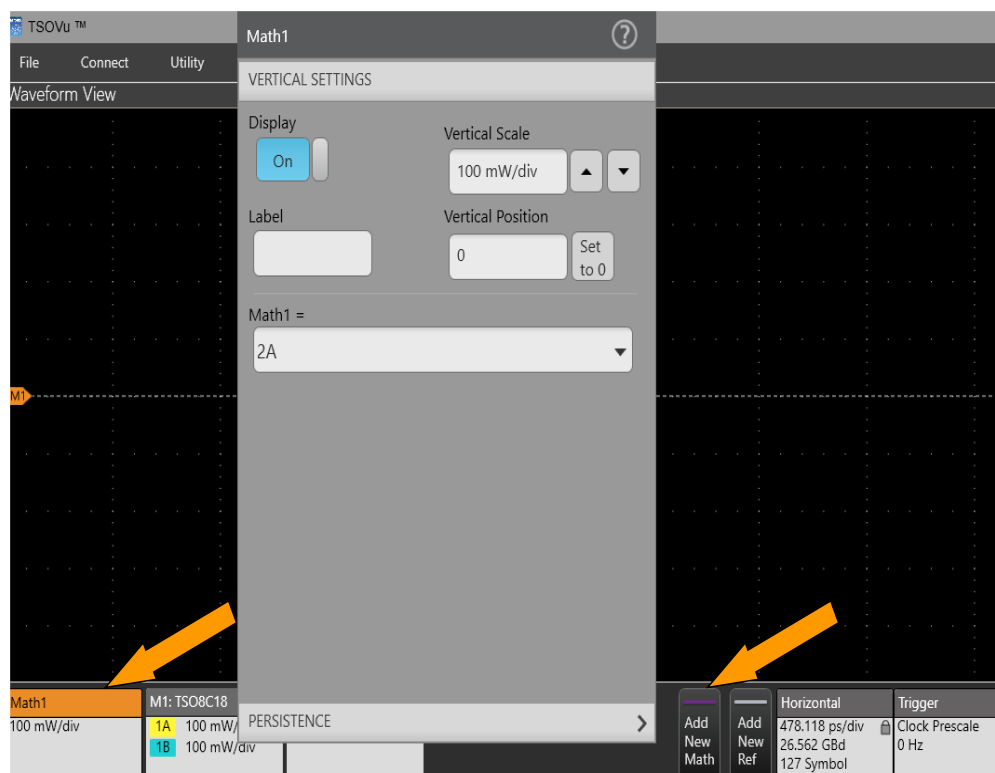 TSOVu ™
File Connect Utility
Waveform View
Math1
?
VERTICAL SETTINGS
Display
On
Vertical Scale
100 mW/div
Label
Vertical Position
0
Set
to 0
Math1 =
2A
PERSISTENCE
M1
Math1
100 mW/div
M1: TSO8C18
1A 100 mW/
1B 100 mW/div
Add
New
Math
Add
New
Ref
Horizontal
478.118 ps/div
26.562 GBd
127 Symbol
Trigger
Clock Prescale
0 Hz